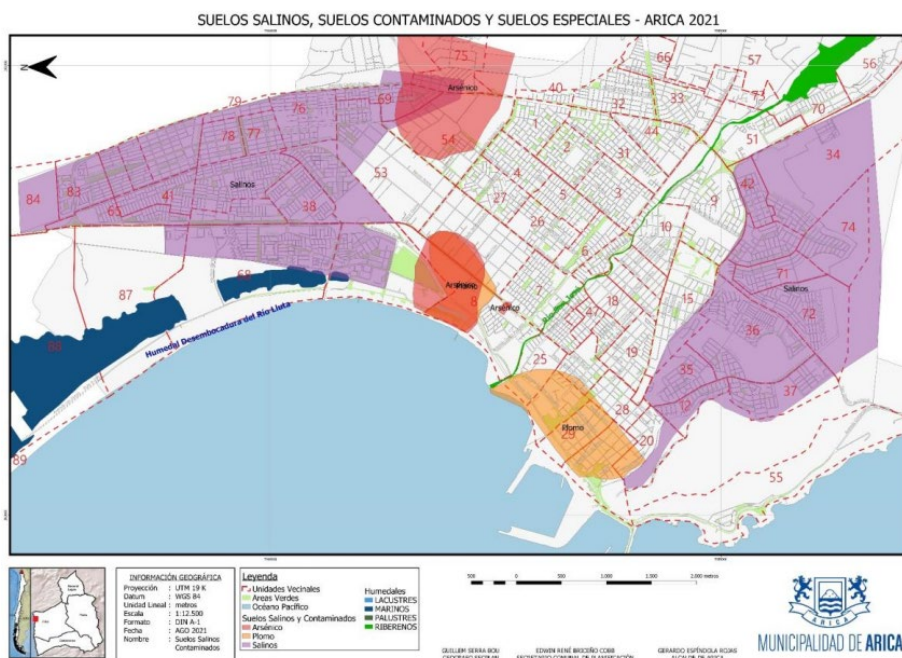 SUELOS SALINOS, SUELOS CONTAMINADOS Y SUELOS ESPECIALES - ARICA 2021
N
75
Arsénico
66
57
56
40
73
70
79
76
69
32
33
1
44
51
78
77
54
2
31
34
53
4
84
83
Salinos
27
5
3
42
9
65
41
38
26
10
74
6
68
87
71
Arsénico
Plomo
8
7
Arsénico
18
15
Salinos
47
72
88
Humedal Desembocadura del Río Lluta
36
25
19
35
37
12
28
Plomo
29
20
89
55
INFORMACIÓN GEOGRÁFICA
Proyección : UTM 19 K
Datum : WGS 84
Unidad Lineal : metros
Escala : 1:12.500
Formato : DIN A-1
Fecha : AGO 2021
Nombre : Suelos Salinos
Contaminados
Leyenda
Unidades Vecinales
Areas Verdes
Océano Pacífico
Suelos Salinos y Contaminados
Arsénico
Plomo
Salinos
Humedales
LACUSTRES
MARINOS
PALUSTRES
RIBEREÑOS
500 0 500 1.000 1.500 2.000 metros
MUNICIPALIDAD DE ARICA